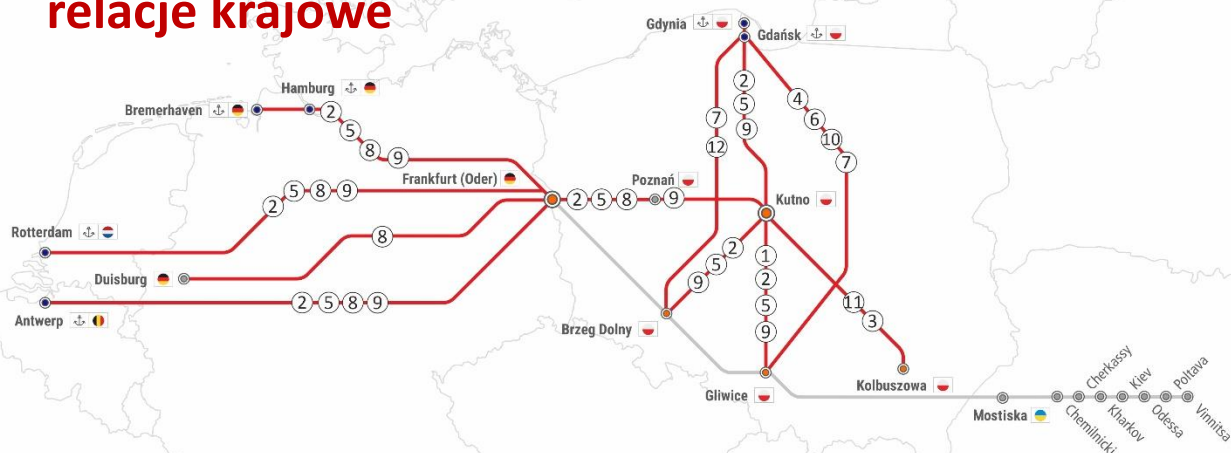 relacje krajowe
Gdynia
Gdańsk
Hamburg
Bremerhaven
2
5
8
9
2
5
9
4
6
10
7
7
12
Frankfurt (Oder)
Poznań
Kutno
2 5 8 9
2 5 8 9
Rotterdam
8
Duisburg
2 5 8 9
Antwerp
9 5 2
1
2
5
9
11
3
Brzeg Dolny
Gliwice
Kolbuszowa
Mostiska
Cherkassy
Kiev
Poltava
Chemilnicki
Kharkov
Odessa
Vinnitsa